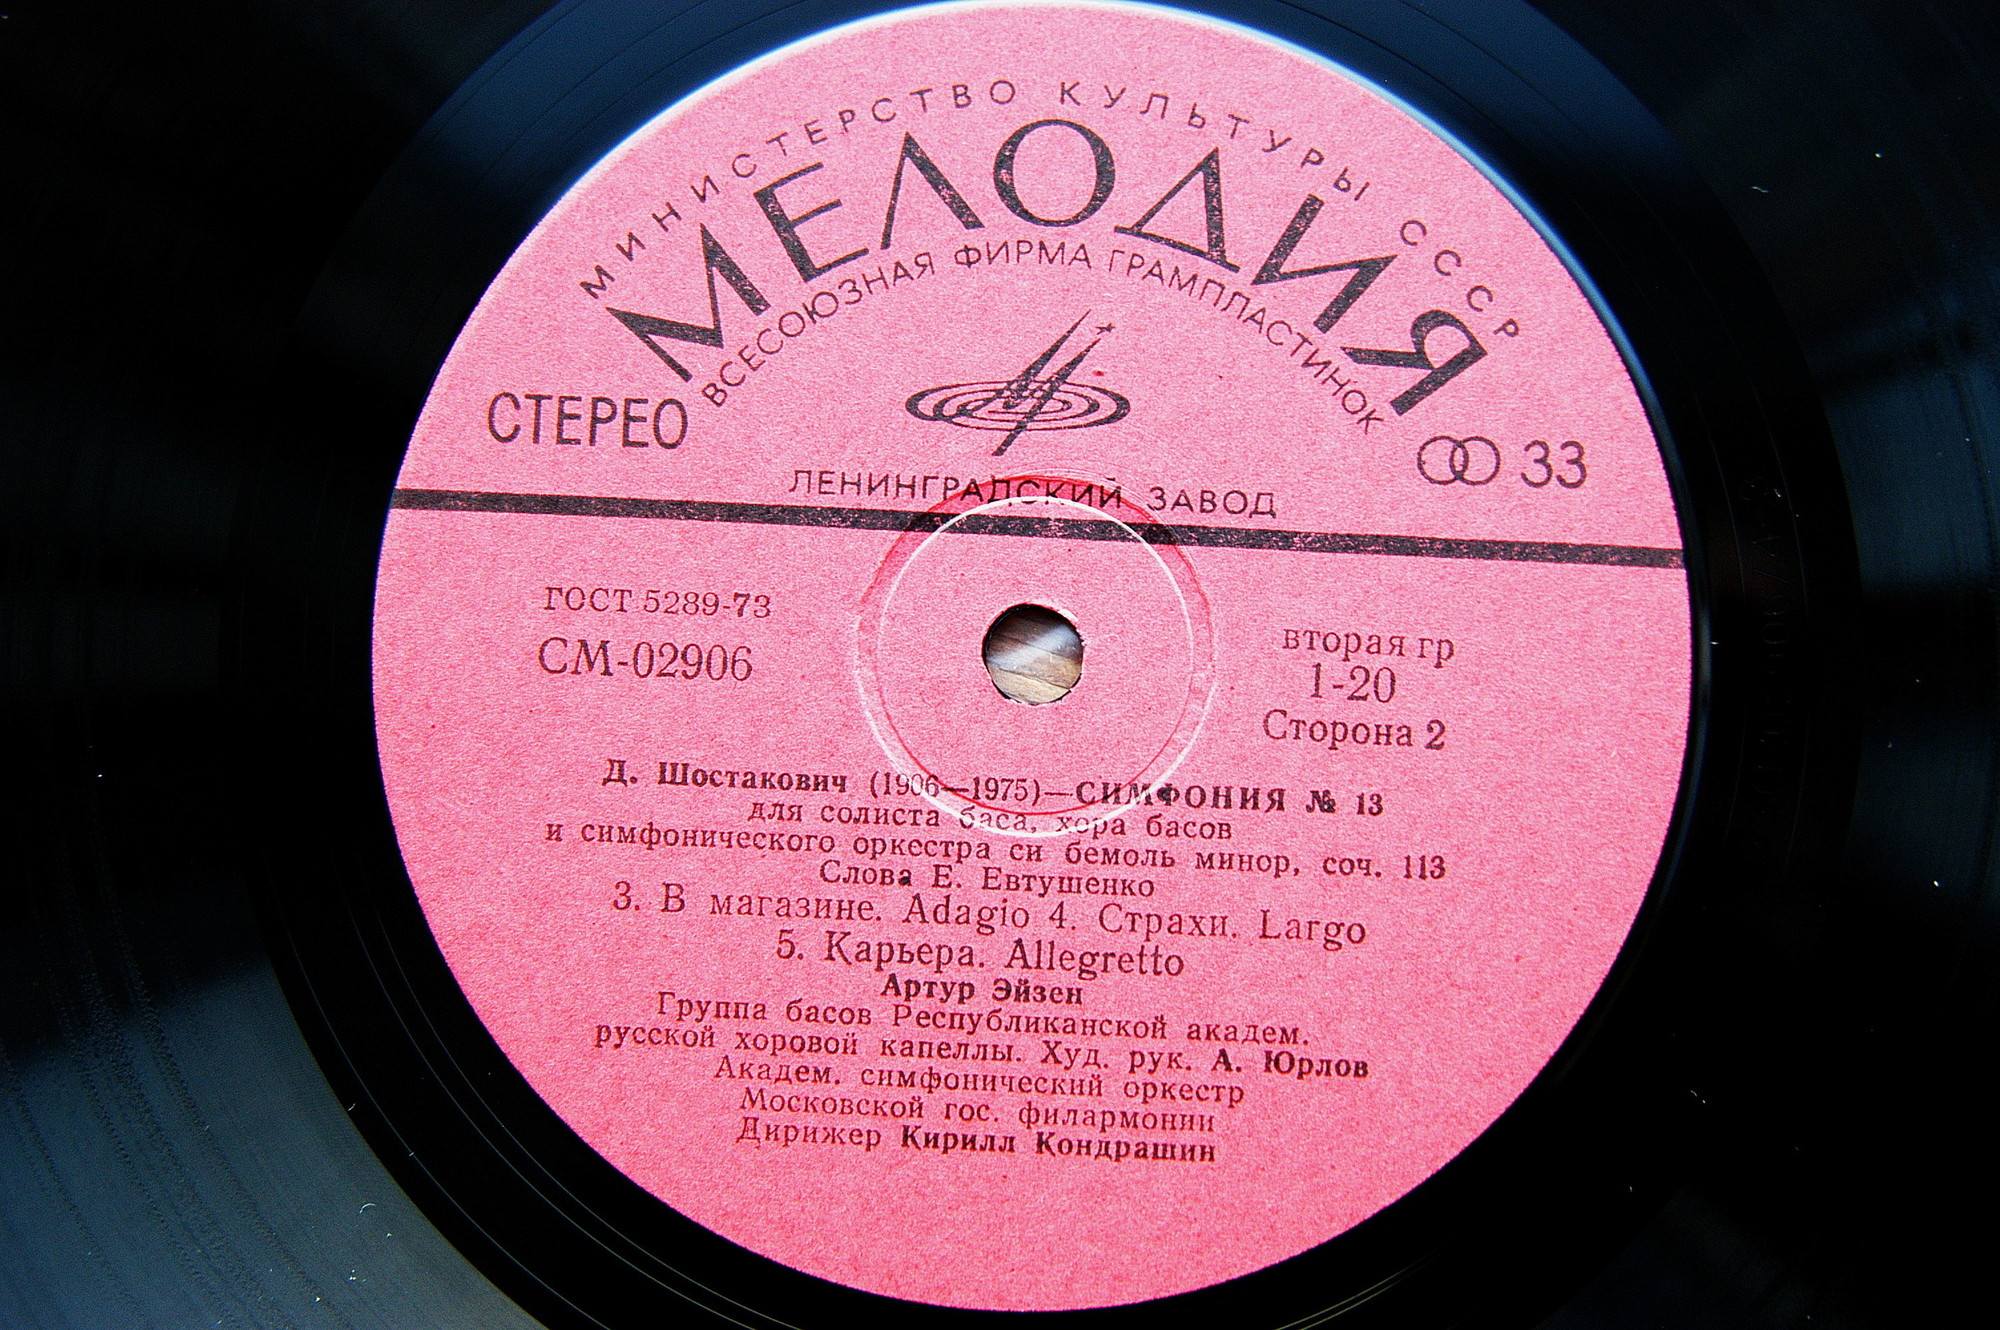 МИНИСТЕРСТВО КУЛЬТУРЫ СССР
МЕЛОДИЯ
ВСЕСОЮЗНАЯ ФИРМА ГРАМПЛАСТИНОК
СТЕРЕО
33
ЛЕНИНГРАДСКИЙ ЗАВОД
ГОСТ 5289-73
СМ-02906
вторая гр
1-20
Сторона 2
Д. Шостакович (1906—1975)—СИМФОНИЯ № 13
для солиста баса, хора басов
и симфонического оркестра си бемоль минор, соч. 113
Слова Е. Евтушенко
3. В магазине. Adagio 4. Страхи. Largo
5. Карьера. Allegretto
Артур Эйзен
Группа басов Республиканской академ.
русской хоровой капеллы. Худ. рук. А. Юрлов
Академ. симфонический оркестр
Московской гос. филармонии
Дирижер Кирилл Кондрашин